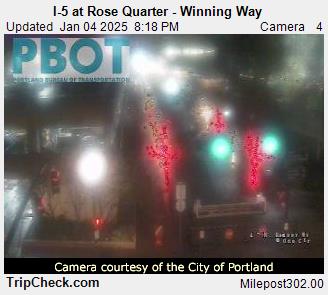 I-5 at Rose Quarter - Winning Way
Updated Jan 04 2025 8:18 PM Camera 4
PBOT
PORTLAND BUREAU OF TRANSPORTATION
Camera courtesy of the City of Portland
TripCheck.com Milepost302.00